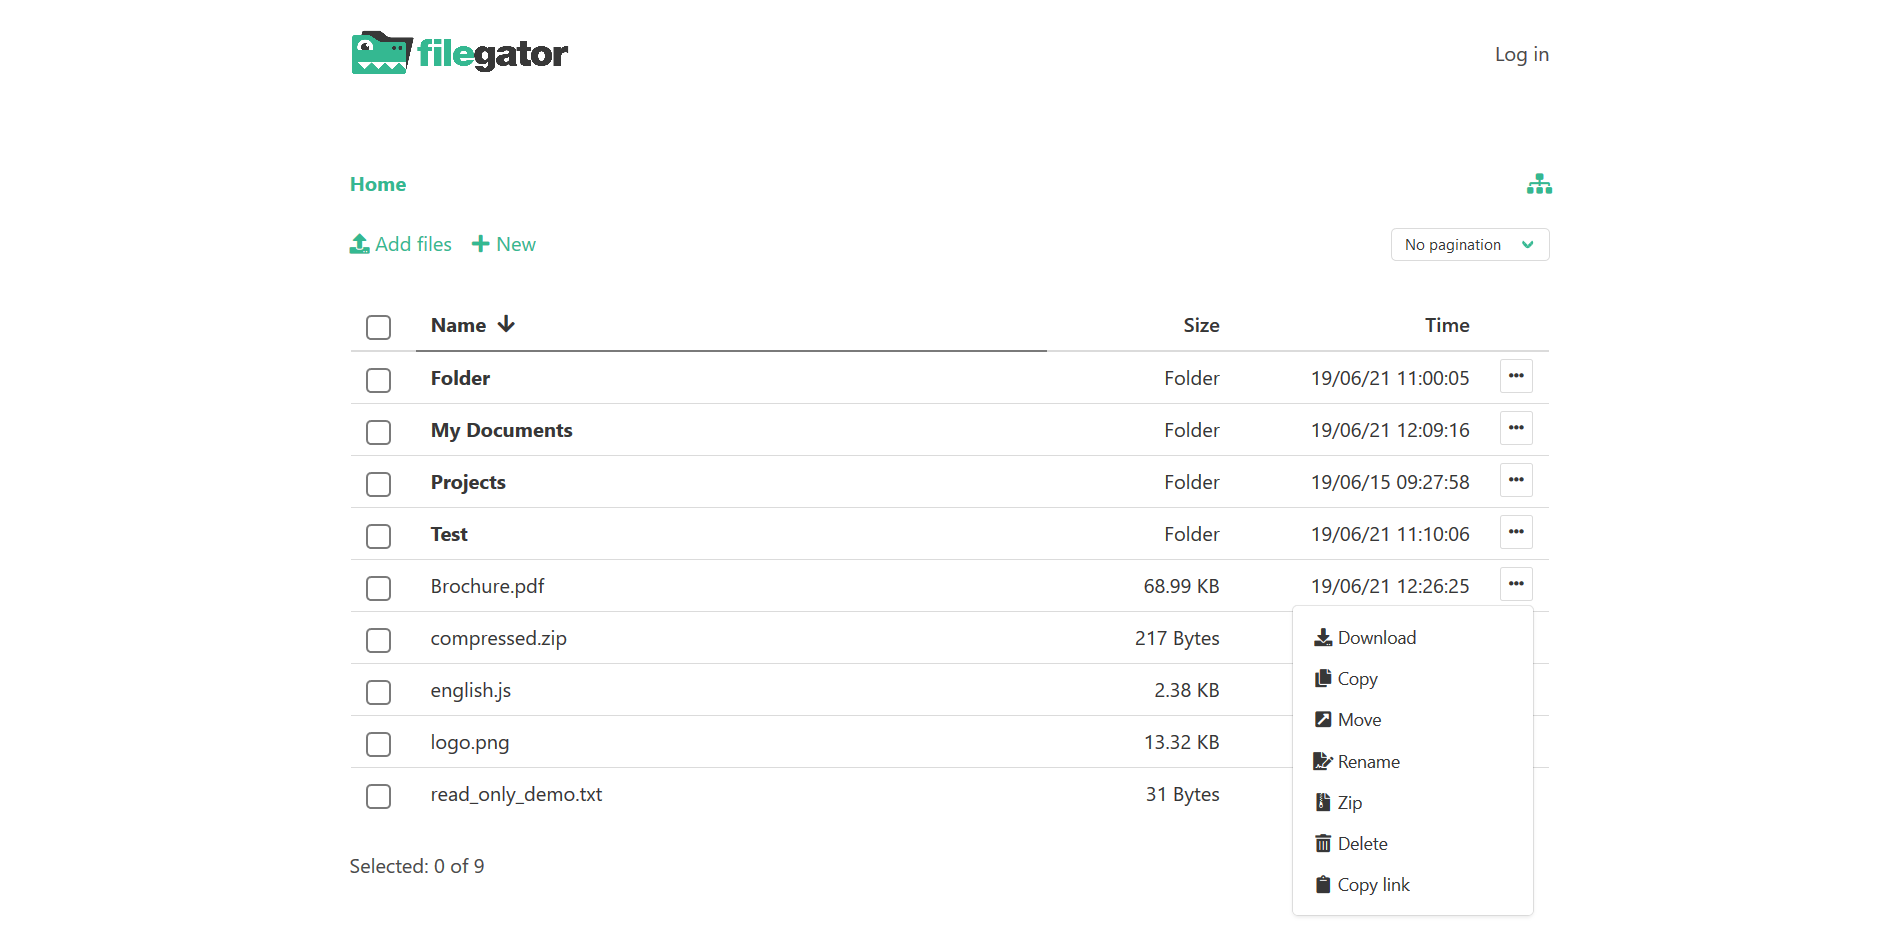 filegator
Log in
Home
Add files New
No pagination
Name Size Time
Folder Folder 19/06/21 11:00:05
My Documents Folder 19/06/21 12:09:16
Projects Folder 19/06/15 09:27:58
Test Folder 19/06/21 11:10:06
Brochure.pdf 68.99 KB 19/06/21 12:26:25
compressed.zip 217 Bytes
english.js 2.38 KB
logo.png 13.32 KB
read_only_demo.txt 31 Bytes
Download
Copy
Move
Rename
Zip
Delete
Copy link
Selected: 0 of 9